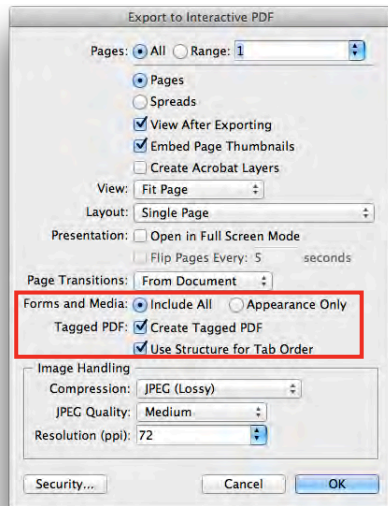 Export to Interactive PDF
Pages: All Range: 1
Pages
Spreads
View After Exporting
Embed Page Thumbnails
Create Acrobat Layers
View: Fit Page
Layout: Single Page
Presentation: Open in Full Screen Mode
Flip Pages Every: 5 seconds
Page Transitions: From Document
Forms and Media: Include All Appearance Only
Tagged PDF: Create Tagged PDF
Use Structure for Tab Order
Image Handling
Compression: JPEG (Lossy)
JPEG Quality: Medium
Resolution (ppi): 72
Security... Cancel OK